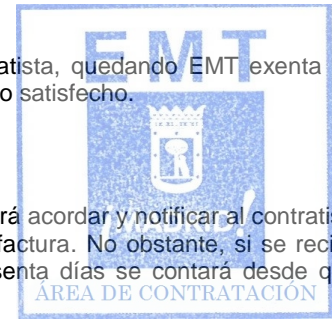 EMT
atista, quedando EMT exenta
o satisfecho.
¡MADRID!
rá acordar y notificar al contratis
factura. No obstante, si se reci
senta días se contará desde q
ÁREA DE CONTRATACIÓN